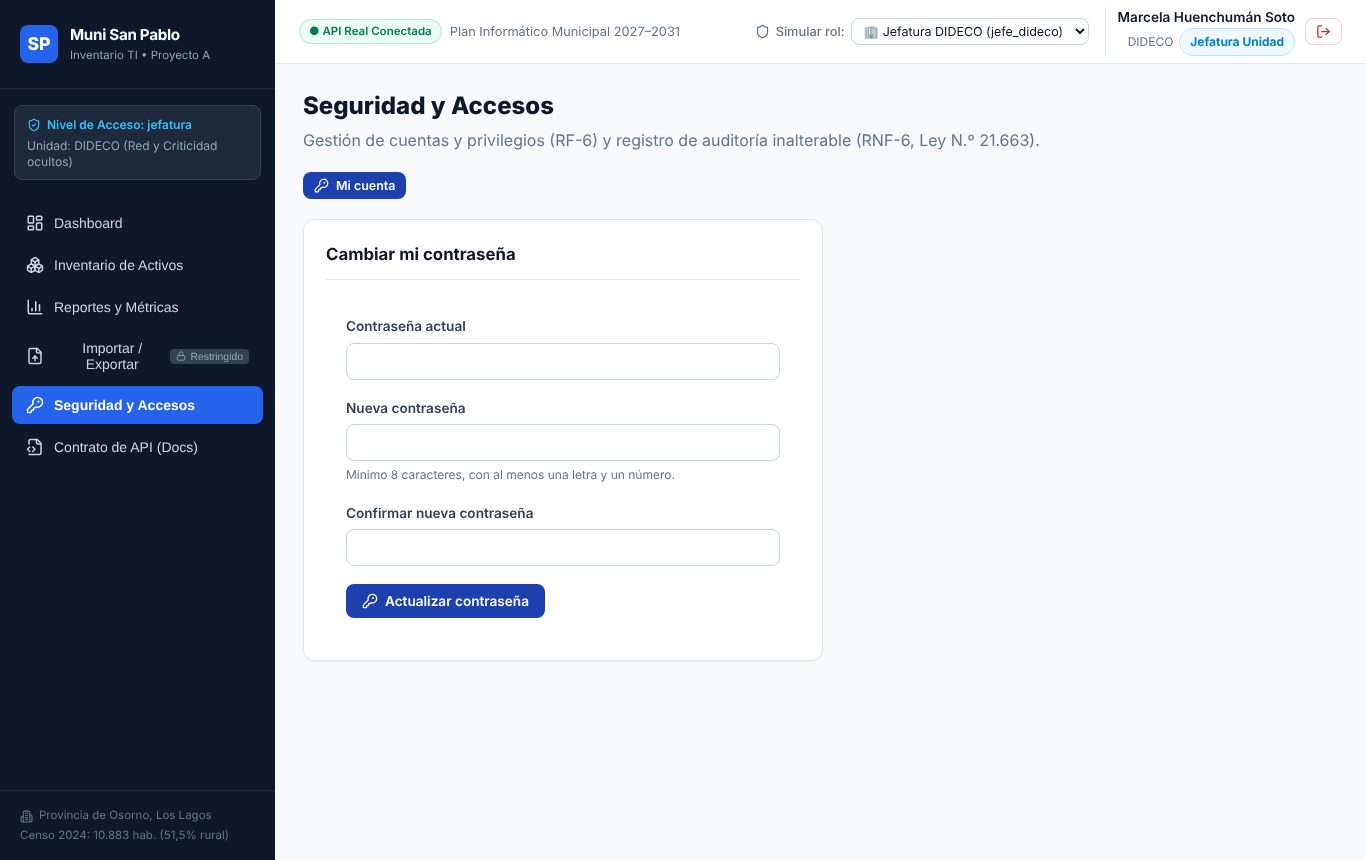 SP
Muni San Pablo
Inventario TI • Proyecto A
Nivel de Acceso: jefatura
Unidad: DIDECO (Red y Criticidad
ocultos)
Dashboard
Inventario de Activos
Reportes y Métricas
Importar /
Exportar
Restringido
Seguridad y Accesos
Contrato de API (Docs)
Provincia de Osorno, Los Lagos
Censo 2024: 10.883 hab. (51,5% rural)
API Real Conectada
Plan Informático Municipal 2027–2031
Simular rol:
Jefatura DIDECO (jefe_dideco)
Marcela Huenchumán Soto
DIDECO
Jefatura Unidad
Seguridad y Accesos
Gestión de cuentas y privilegios (RF-6) y registro de auditoría inalterable (RNF-6, Ley N.º 21.663).
Mi cuenta
Cambiar mi contraseña
Contraseña actual
Nueva contraseña
Mínimo 8 caracteres, con al menos una letra y un número.
Confirmar nueva contraseña
Actualizar contraseña